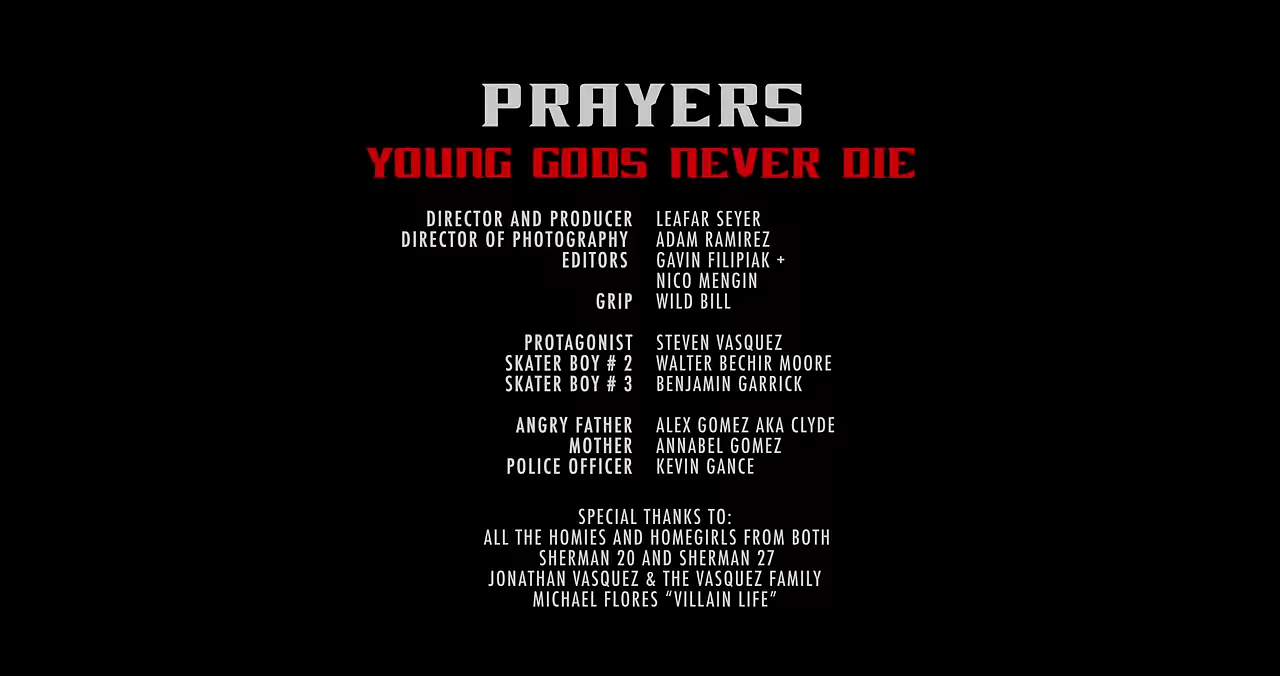 PRAYERS
YOUNG GODS NEVER DIE
DIRECTOR AND PRODUCER LEAFAR SEYER
DIRECTOR OF PHOTOGRAPHY ADAM RAMIREZ
EDITORS GAVIN FILIPIAK +
NICO MENGIN
GRIP WILD BILL
PROTAGONIST STEVEN VASQUEZ
SKATER BOY # 2 WALTER BECHIR MOORE
SKATER BOY # 3 BENJAMIN GARRICK
ANGRY FATHER ALEX GOMEZ AKA CLYDE
MOTHER ANNABEL GOMEZ
POLICE OFFICER KEVIN GANCE
SPECIAL THANKS TO:
ALL THE HOMIES AND HOMEGIRLS FROM BOTH
SHERMAN 20 AND SHERMAN 27
JONATHAN VASQUEZ & THE VASQUEZ FAMILY
MICHAEL FLORES “VILLAIN LIFE”